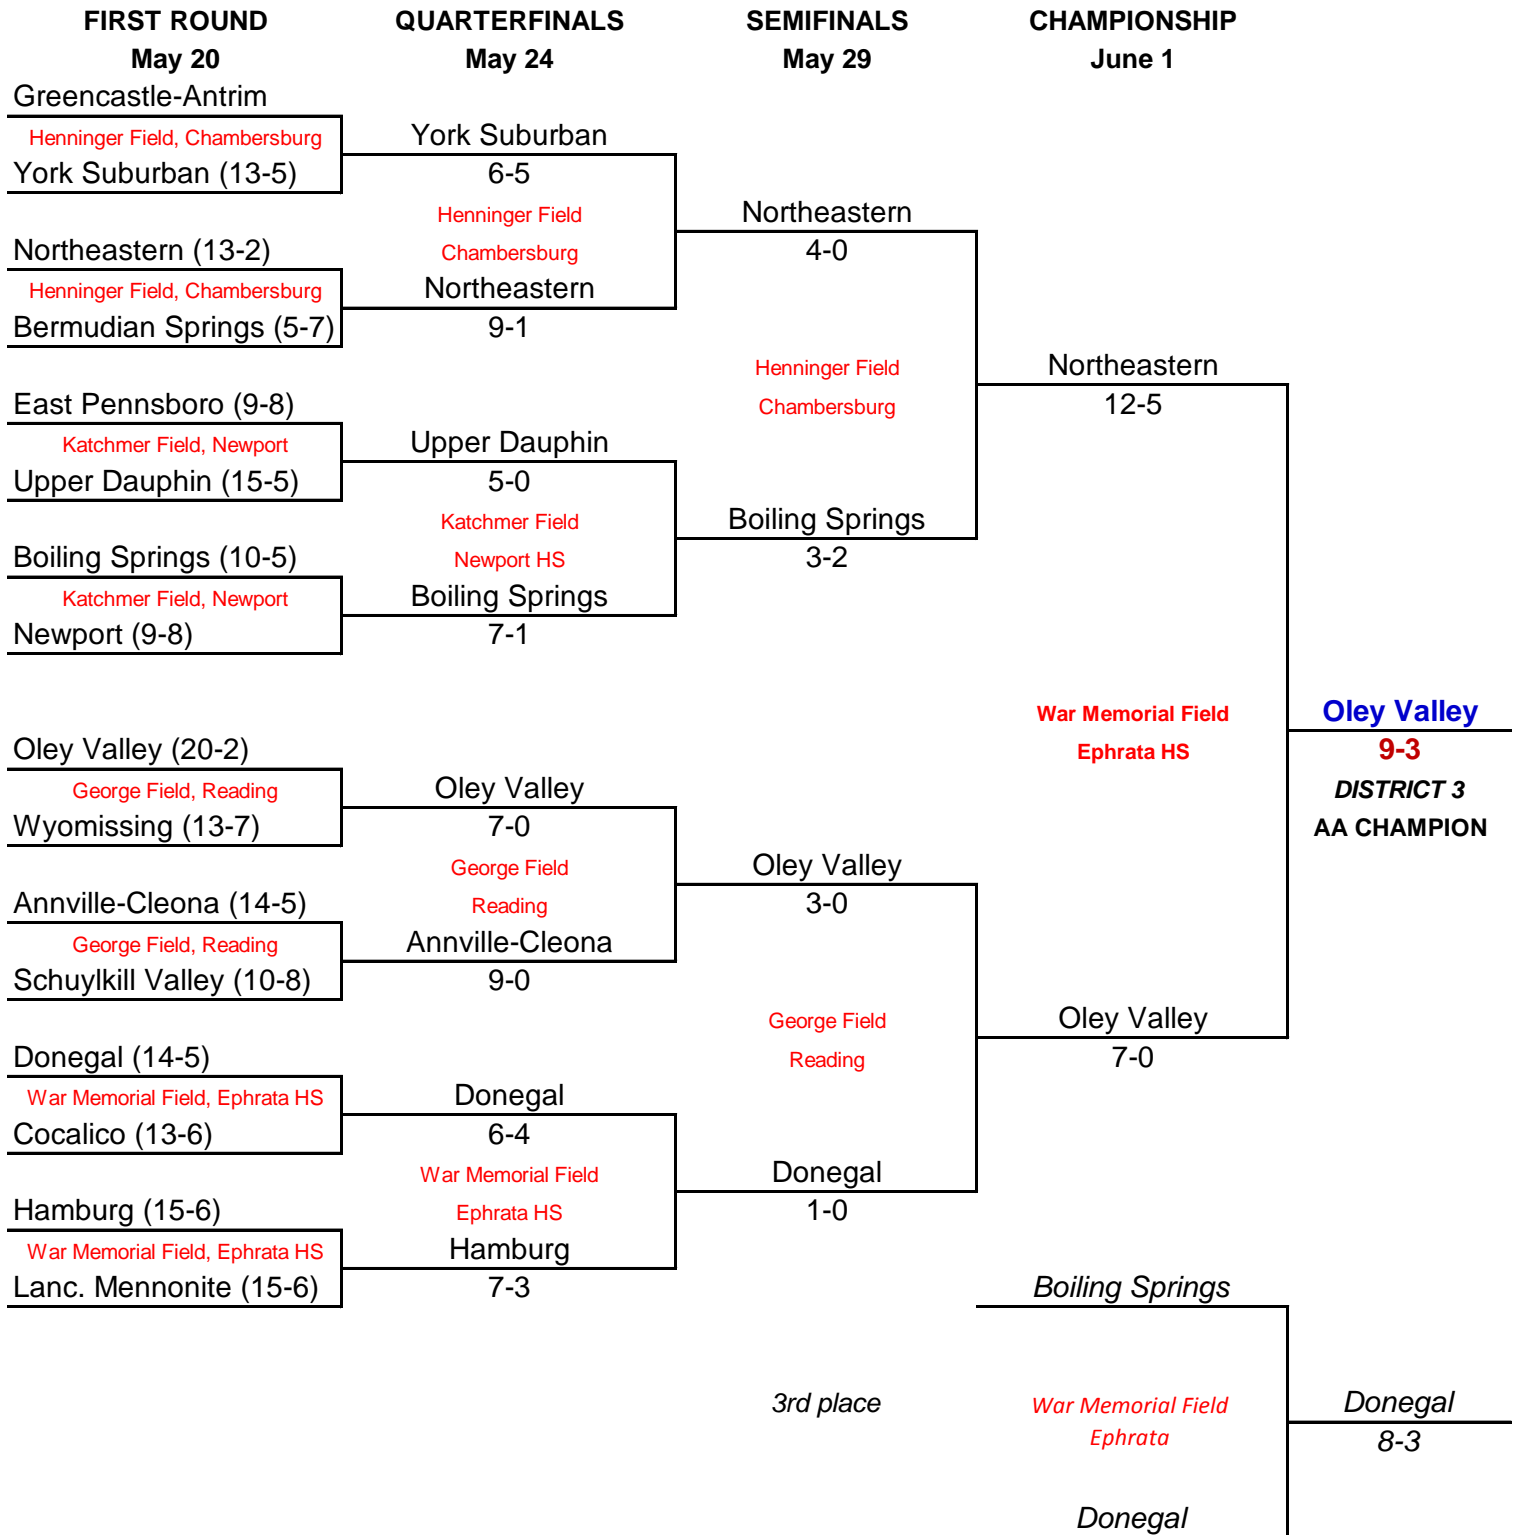 FIRST ROUND
May 20
QUARTERFINALS
May 24
SEMIFINALS
May 29
CHAMPIONSHIP
June 1
Greencastle-Antrim
Henninger Field, Chambersburg
York Suburban (13-5)
Northeastern (13-2)
Henninger Field, Chambersburg
Bermudian Springs (5-7)
East Pennsboro (9-8)
Katchmer Field, Newport
Upper Dauphin (15-5)
Boiling Springs (10-5)
Katchmer Field, Newport
Newport (9-8)
Oley Valley (20-2)
George Field, Reading
Wyomissing (13-7)
Annville-Cleona (14-5)
George Field, Reading
Schuylkill Valley (10-8)
Donegal (14-5)
War Memorial Field, Ephrata HS
Cocalico (13-6)
Hamburg (15-6)
War Memorial Field, Ephrata HS
Lanc. Mennonite (15-6)
York Suburban
6-5
Henninger Field
Chambersburg
Northeastern
9-1
Upper Dauphin
5-0
Katchmer Field
Newport HS
Boiling Springs
7-1
Oley Valley
7-0
George Field
Reading
Annville-Cleona
9-0
Donegal
6-4
War Memorial Field
Ephrata HS
Hamburg
7-3
Northeastern
4-0
Henninger Field
Chambersburg
Boiling Springs
3-2
Oley Valley
3-0
George Field
Reading
Donegal
1-0
Northeastern
12-5
War Memorial Field
Ephrata HS
Oley Valley
7-0
Oley Valley
9-3
DISTRICT 3
AA CHAMPION
3rd place
Boiling Springs
War Memorial Field
Ephrata
Donegal
Donegal
8-3